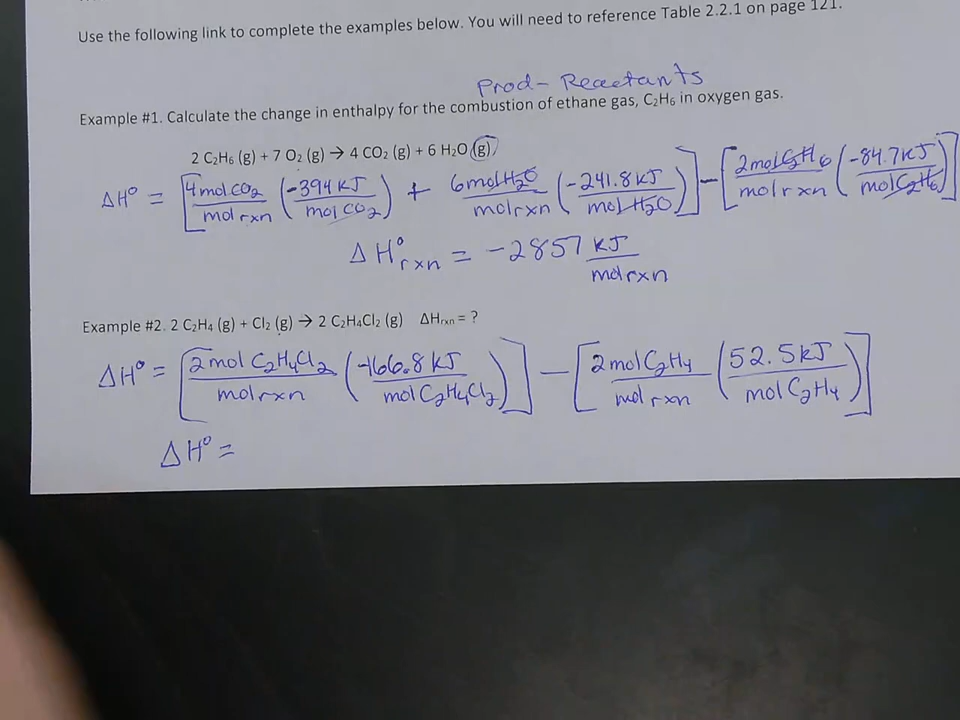 Use the following link to complete the examples below. You will need to reference Table 2.2.1 on page 121.
Prod - Reactants
Example #1. Calculate the change in enthalpy for the combustion of ethane gas, C₂H₆ in oxygen gas.
2 C₂H₆ (g) + 7 O₂ (g) → 4 CO₂ (g) + 6 H₂O (g)
ΔH° = [4 mol CO₂/mol rxn (-394 kJ/mol CO₂) + 6 mol H₂O/mol rxn (-241.8 kJ/mol H₂O)] - [2 mol C₂H₆/mol rxn (-84.7 kJ/mol C₂H₆)]
ΔH°rxn = -2857 kJ/mol rxn
Example #2. 2 C₂H₄ (g) + Cl₂ (g) → 2 C₂H₄Cl₂ (g) ΔHrxn = ?
ΔH° = [2 mol C₂H₄Cl₂/mol rxn (-166.8 kJ/mol C₂H₄Cl₂)] - [2 mol C₂H₄/mol rxn (52.5 kJ/mol C₂H₄)]
ΔH° =